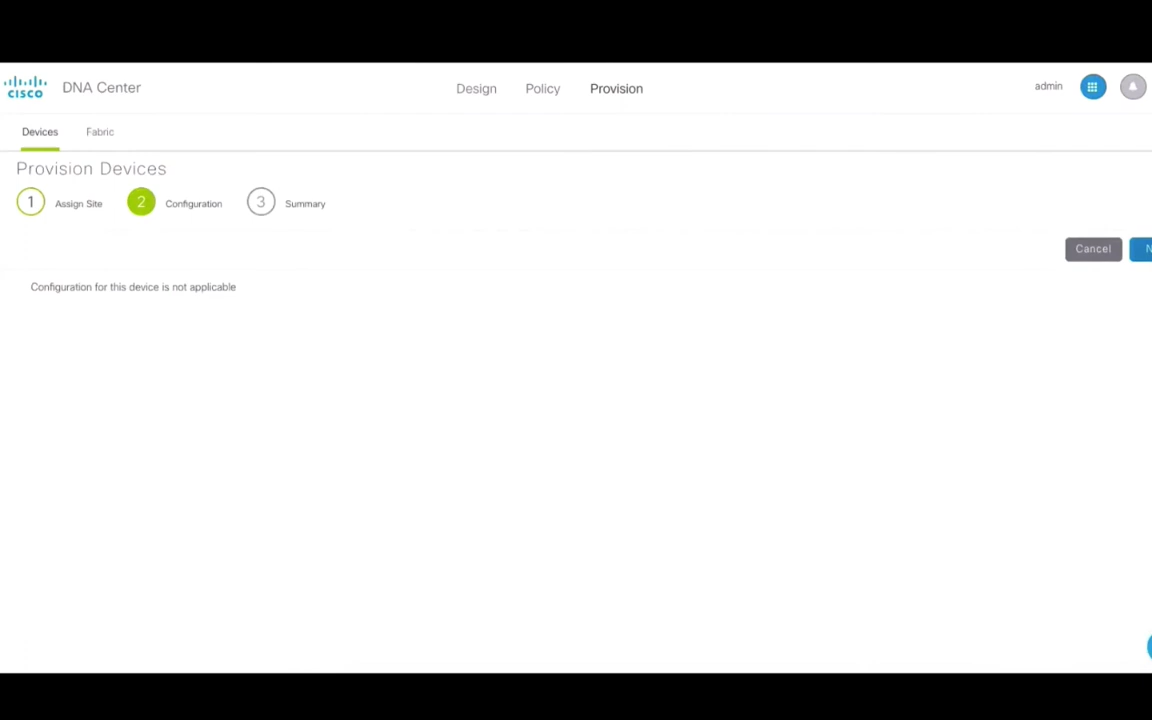 CISCO DNA Center Design Policy Provision admin
Devices Fabric
Provision Devices
1 Assign Site 2 Configuration 3 Summary
Cancel N
Configuration for this device is not applicable